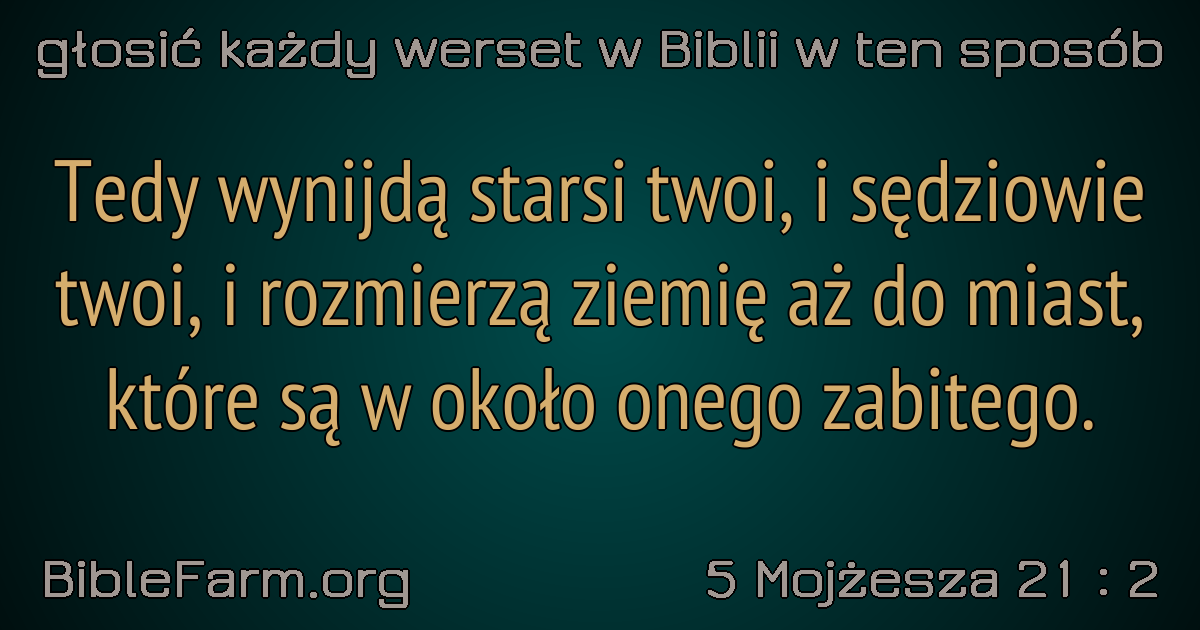 głosić każdy werset w Biblii w ten sposób
Tedy wynijdą starsi twoi, i sędziowie
twoi, i rozmierzą ziemię aż do miast,
które są w około onego zabitego.
BibleFarm.org
5 Mojżesza 21 : 2